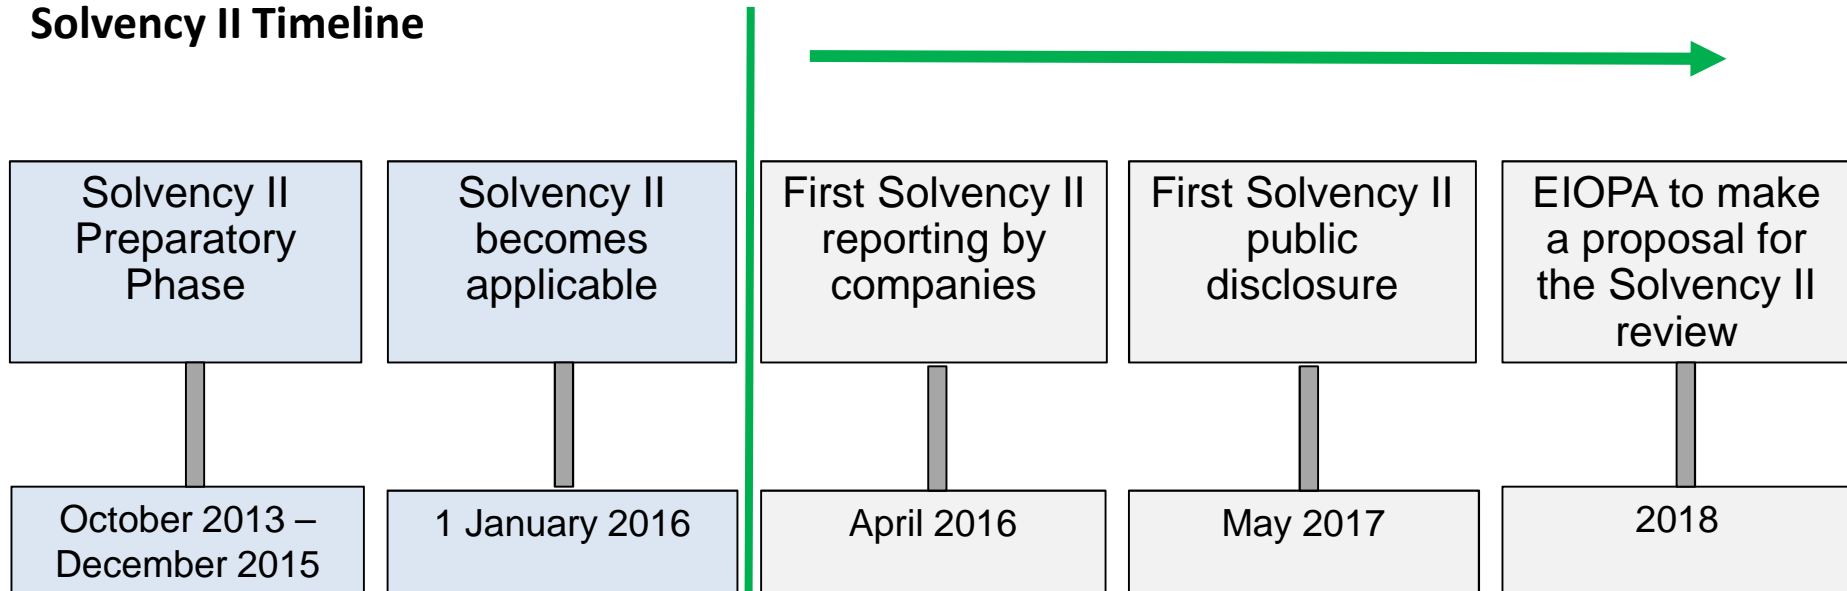 Solvency II Timeline
Solvency II
Preparatory
Phase
Solvency II
becomes
applicable
First Solvency II
reporting by
companies
First Solvency II
public
disclosure
EIOPA to make
a proposal for
the Solvency II
review
October 2013 –
December 2015
1 January 2016
April 2016
May 2017
2018